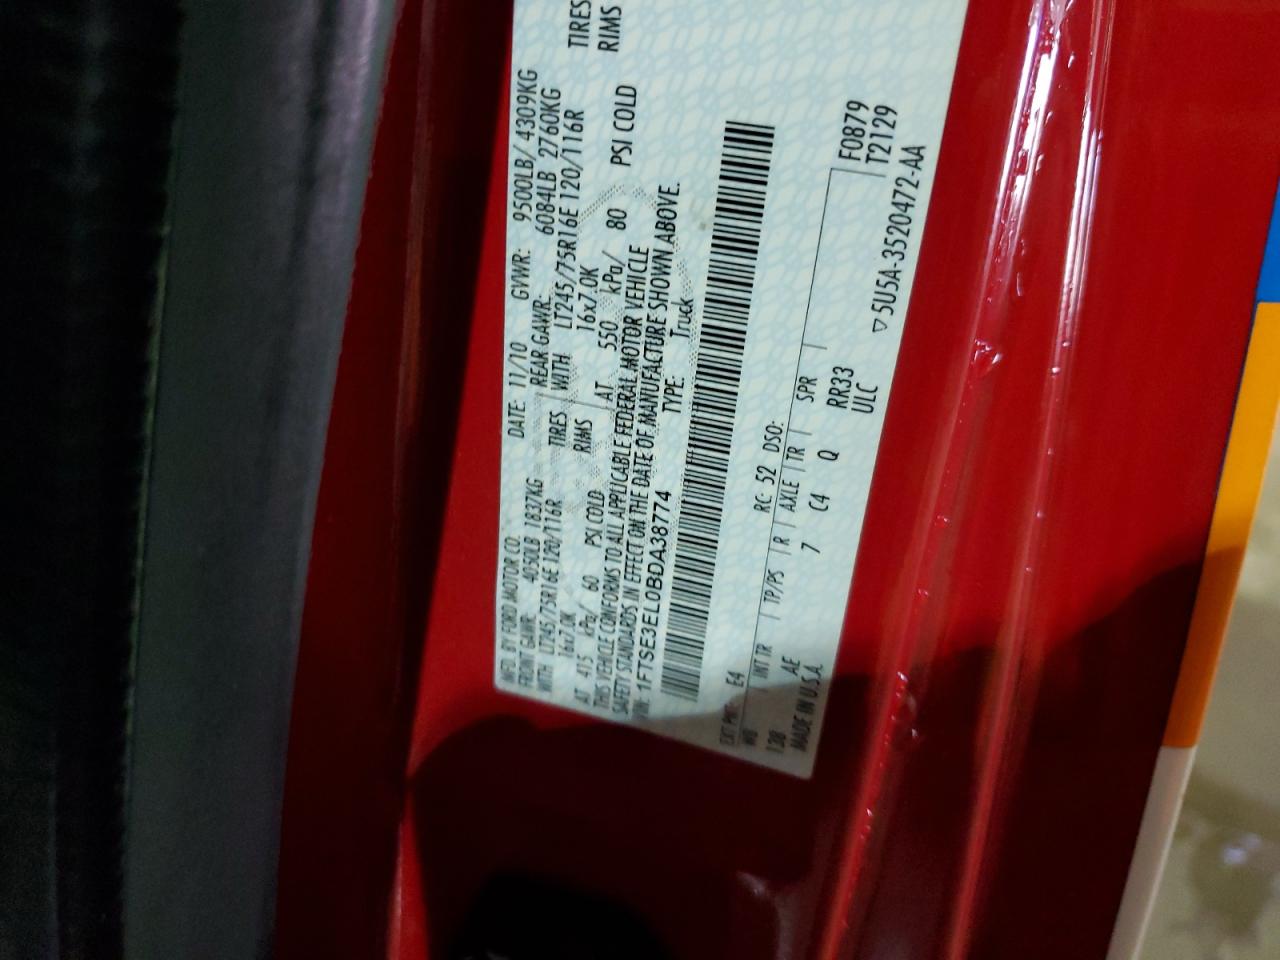 MFD. BY FORD MOTOR CO.
DATE: 11/10 GVWR: 9500LB/ 4309KG
FRONT GAWR: 4050LB 1837KG
REAR GAWR: 6084LB 2760KG
WITH LT245/75R16E 120/116R TIRES
WITH LT245/75R16E 120/116R TIRES
16x7.0K RIMS
16x7.0K RIMS
AT 415 kPa/ 60 PSI COLD
AT 550 kPa/ 80 PSI COLD
THIS VEHICLE CONFORMS TO ALL APPLICABLE FEDERAL MOTOR VEHICLE
SAFETY STANDARDS IN EFFECT ON THE DATE OF MANUFACTURE SHOWN ABOVE.
VIN: 1FTSE3EL0BDA38774
TYPE: Truck
F0879
T2129
EXT PNT: E4 RC: 52 DSO:
WB INT TR TP/PS R AXLE TR SPR
138 AE 7 C4 Q RR33
MADE IN U.S.A. ULC
▽5U5A-3520472-AA